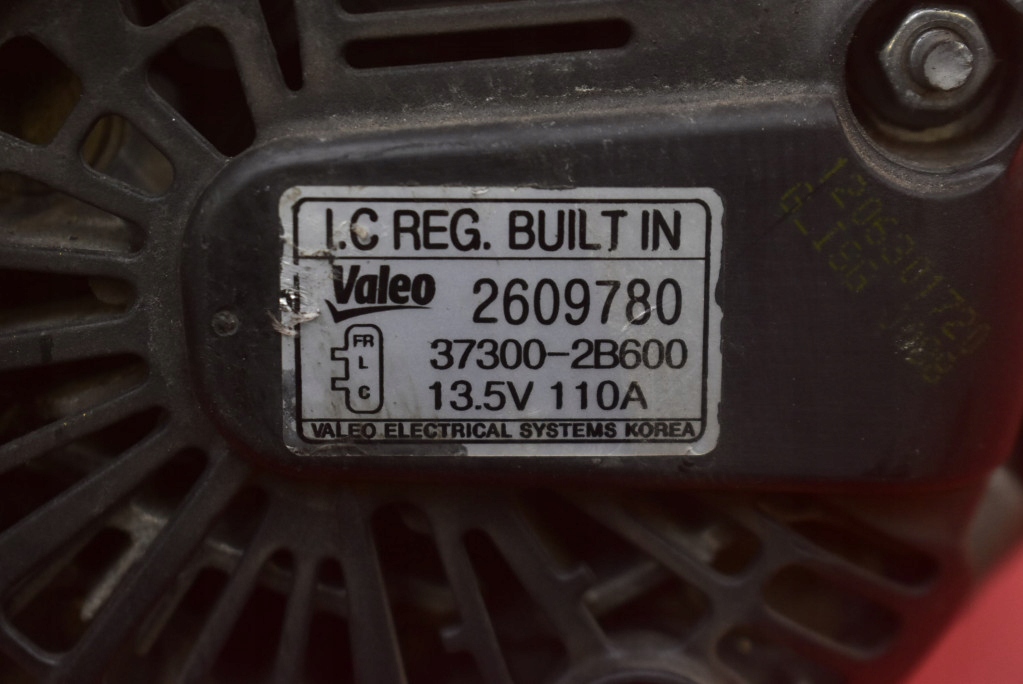 I.C REG. BUILT IN
Valeo 2609780
FR
L
C
37300-2B600
13.5V 110A
VALEO ELECTRICAL SYSTEMS KOREA